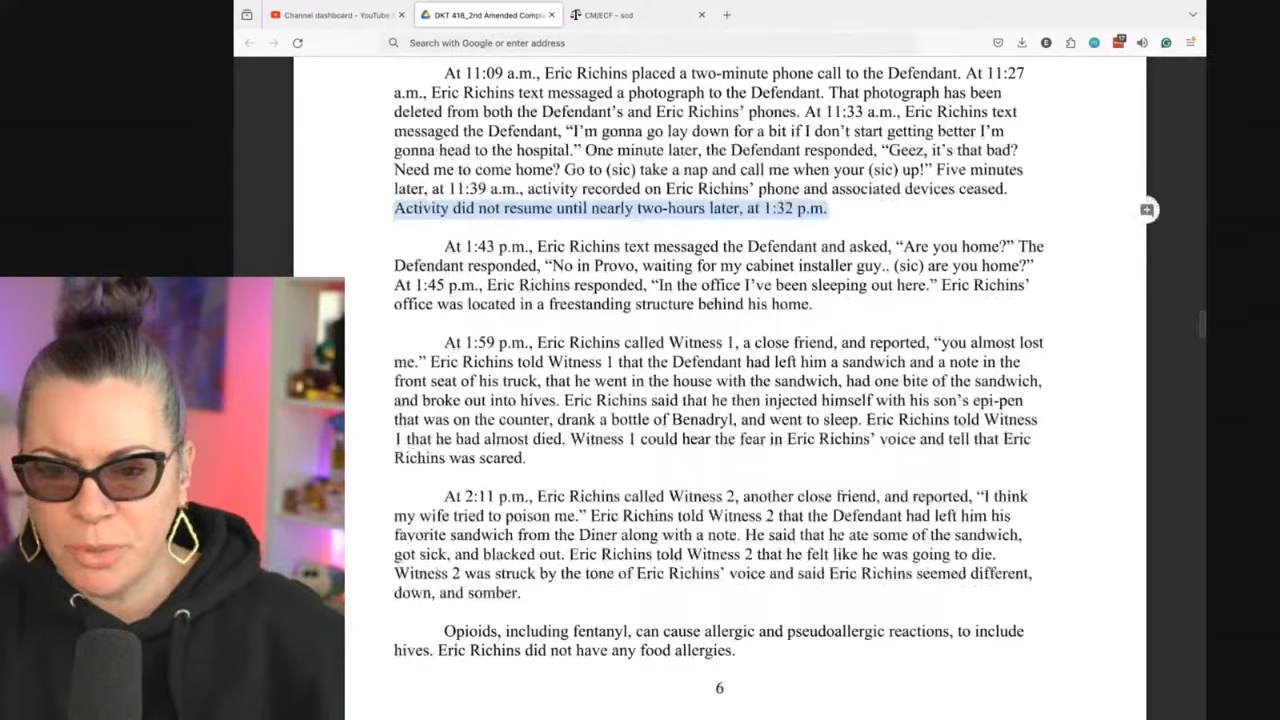 Channel dashboard - YouTube
DKT 418_2nd Amended Compl
CM/ECF - scd
Search with Google or enter address
At 11:09 a.m., Eric Richins placed a two-minute phone call to the Defendant. At 11:27
a.m., Eric Richins text messaged a photograph to the Defendant. That photograph has been
deleted from both the Defendant's and Eric Richins' phones. At 11:33 a.m., Eric Richins text
messaged the Defendant, "I'm gonna go lay down for a bit if I don't start getting better I'm
gonna head to the hospital." One minute later, the Defendant responded, "Geez, it's that bad?
Need me to come home? Go to (sic) take a nap and call me when your (sic) up!" Five minutes
later, at 11:39 a.m., activity recorded on Eric Richins' phone and associated devices ceased.
Activity did not resume until nearly two-hours later, at 1:32 p.m.
At 1:43 p.m., Eric Richins text messaged the Defendant and asked, "Are you home?" The
Defendant responded, "No in Provo, waiting for my cabinet installer guy.. (sic) are you home?"
At 1:45 p.m., Eric Richins responded, "In the office I've been sleeping out here." Eric Richins'
office was located in a freestanding structure behind his home.
At 1:59 p.m., Eric Richins called Witness 1, a close friend, and reported, "you almost lost
me." Eric Richins told Witness 1 that the Defendant had left him a sandwich and a note in the
front seat of his truck, that he went in the house with the sandwich, had one bite of the sandwich,
and broke out into hives. Eric Richins said that he then injected himself with his son's epi-pen
that was on the counter, drank a bottle of Benadryl, and went to sleep. Eric Richins told Witness
1 that he had almost died. Witness 1 could hear the fear in Eric Richins' voice and tell that Eric
Richins was scared.
At 2:11 p.m., Eric Richins called Witness 2, another close friend, and reported, "I think
my wife tried to poison me." Eric Richins told Witness 2 that the Defendant had left him his
favorite sandwich from the Diner along with a note. He said that he ate some of the sandwich,
got sick, and blacked out. Eric Richins told Witness 2 that he felt like he was going to die.
Witness 2 was struck by the tone of Eric Richins' voice and said Eric Richins seemed different,
down, and somber.
Opioids, including fentanyl, can cause allergic and pseudoallergic reactions, to include
hives. Eric Richins did not have any food allergies.
6